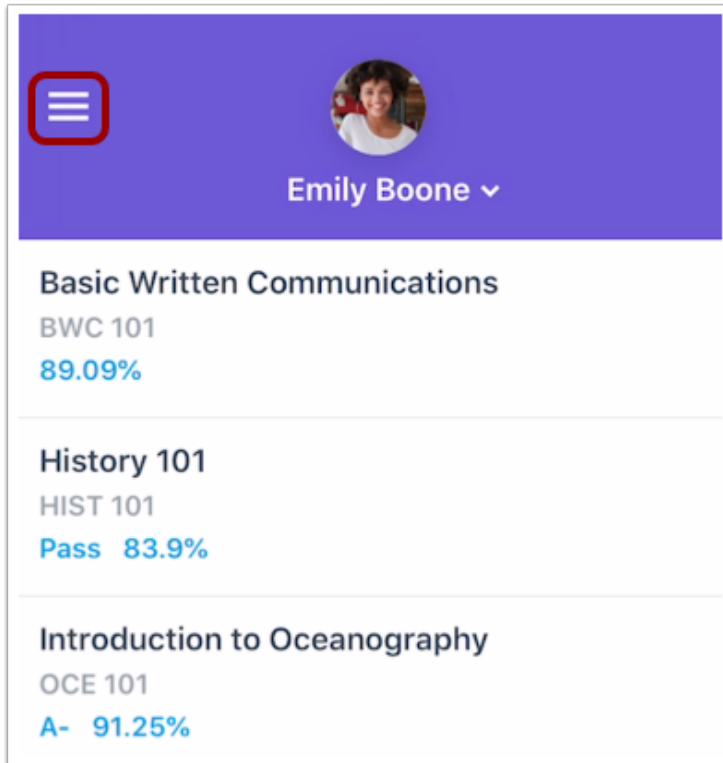 Emily Boone
Basic Written Communications
BWC 101
89.09%
History 101
HIST 101
Pass 83.9%
Introduction to Oceanography
OCE 101
A- 91.25%